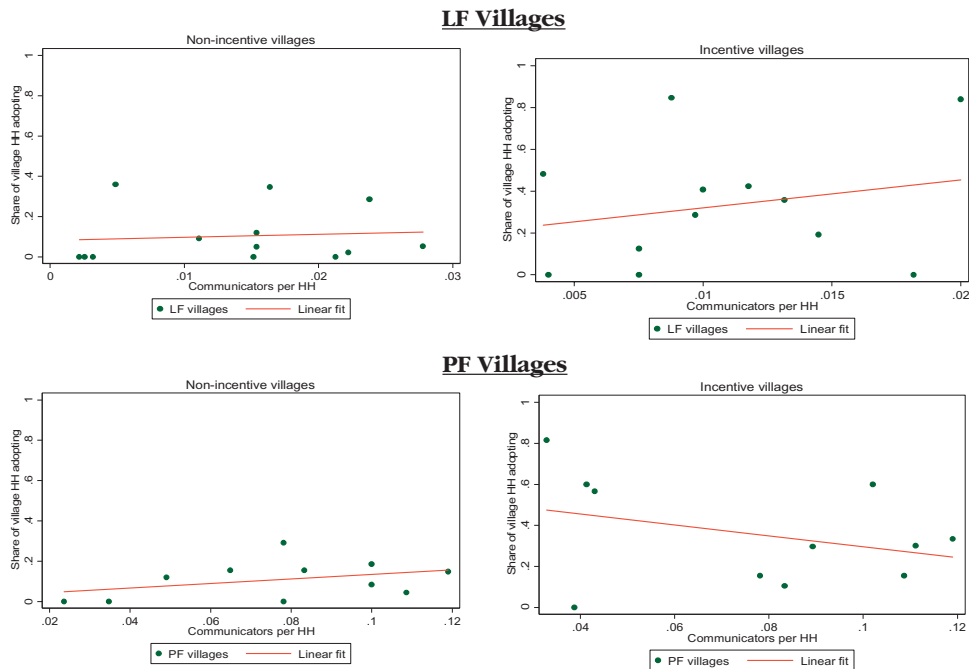 LF Villages
Non-incentive villages
Share of village HH adopting
0 .2 .4 .6 .8 1
0 .01 .02 .03
Communicators per HH
LF villages Linear fit
Incentive villages
Share of village HH adopting
0 .2 .4 .6 .8 1
.005 .01 .015 .02
Communicators per HH
LF villages Linear fit
PF Villages
Non-incentive villages
Share of village HH adopting
0 .2 .4 .6 .8 1
.02 .04 .06 .08 .1 .12
Communicators per HH
PF villages Linear fit
Incentive villages
Share of village HH adopting
0 .2 .4 .6 .8 1
.04 .06 .08 .1 .12
Communicators per HH
PF villages Linear fit